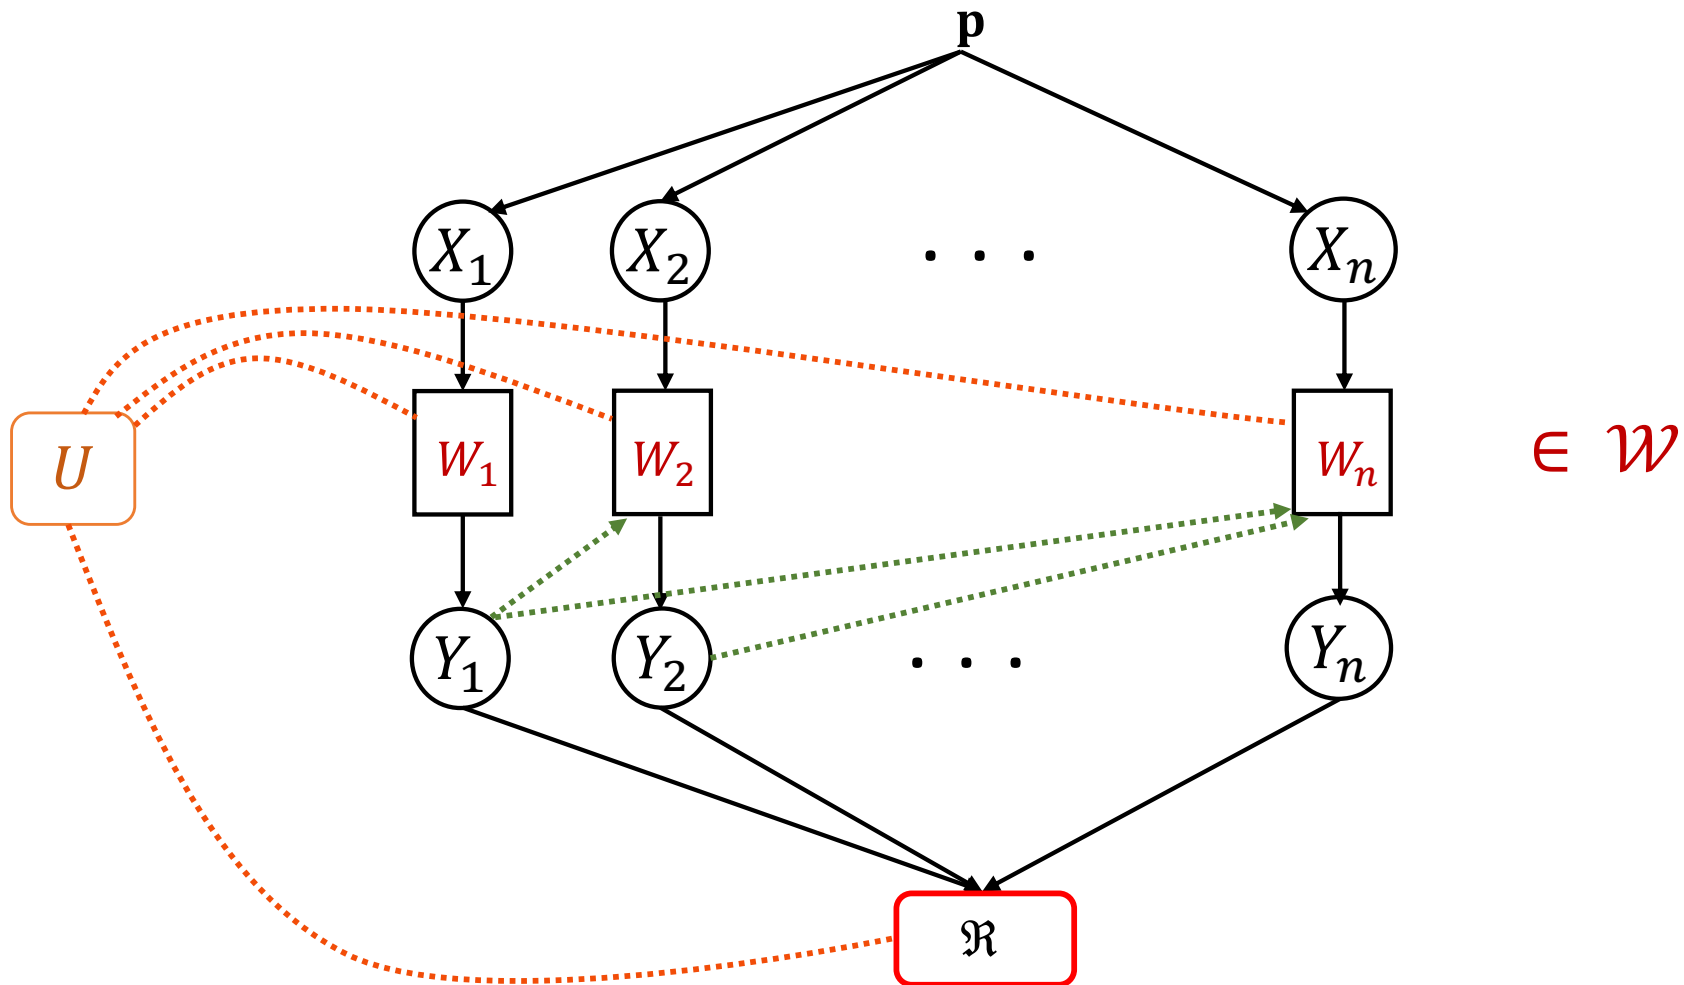 p
X₁ X₂ . . . Xₙ
U W₁ W₂ Wₙ ∈ 𝒲
Y₁ Y₂ . . . Yₙ
ℜ